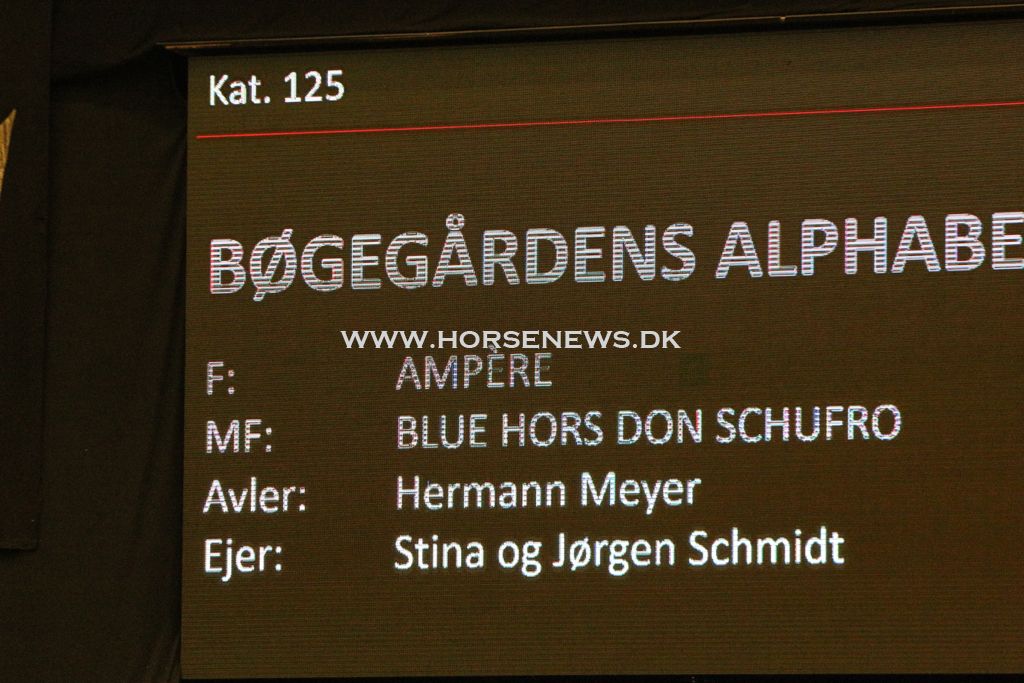 Kat. 125
BØGEGÅRDENS ALPHABE
WWW.HORSENEWS.DK
F: AMPÈRE
MF: BLUE HORS DON SCHUFRO
Avler: Hermann Meyer
Ejer: Stina og Jørgen Schmidt